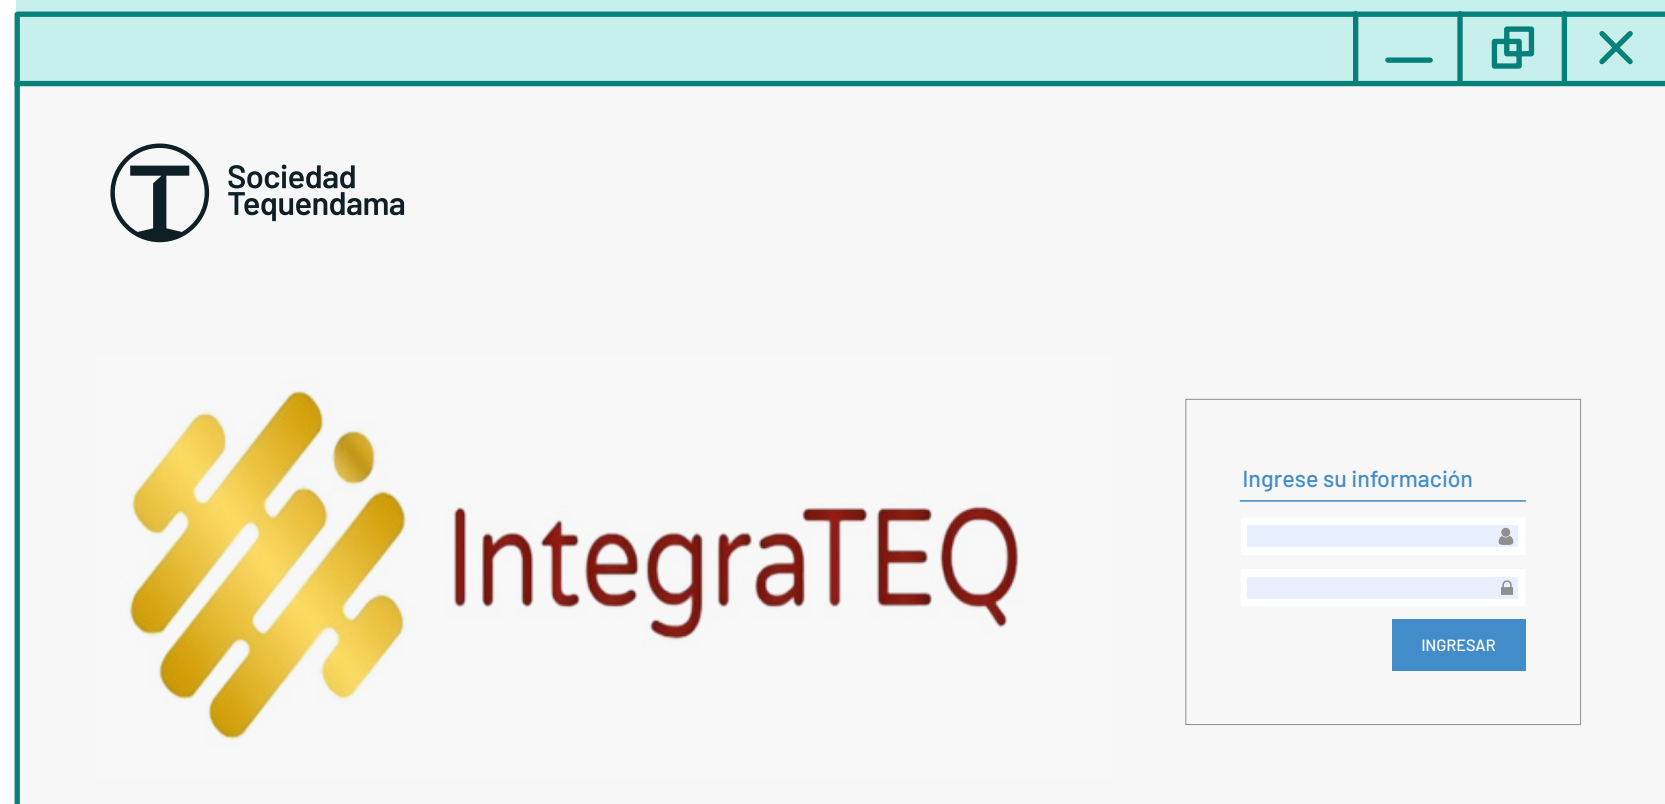 Sociedad
Tequendama
IntegraTEQ
Ingrese su información
INGRESAR